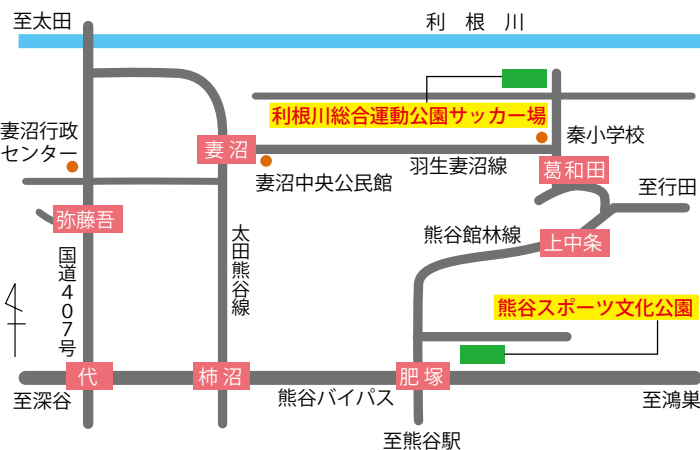 至太田
利根川
利根川総合運動公園サッカー場
妻沼行政
センター
妻沼
秦小学校
羽生妻沼線
葛和田
妻沼中央公民館
至行田
弥藤吾
太田熊谷線
熊谷館林線
上中条
国道407号
熊谷スポーツ文化公園
代
柿沼
肥塚
至深谷
熊谷バイパス
至鴻巣
至熊谷駅